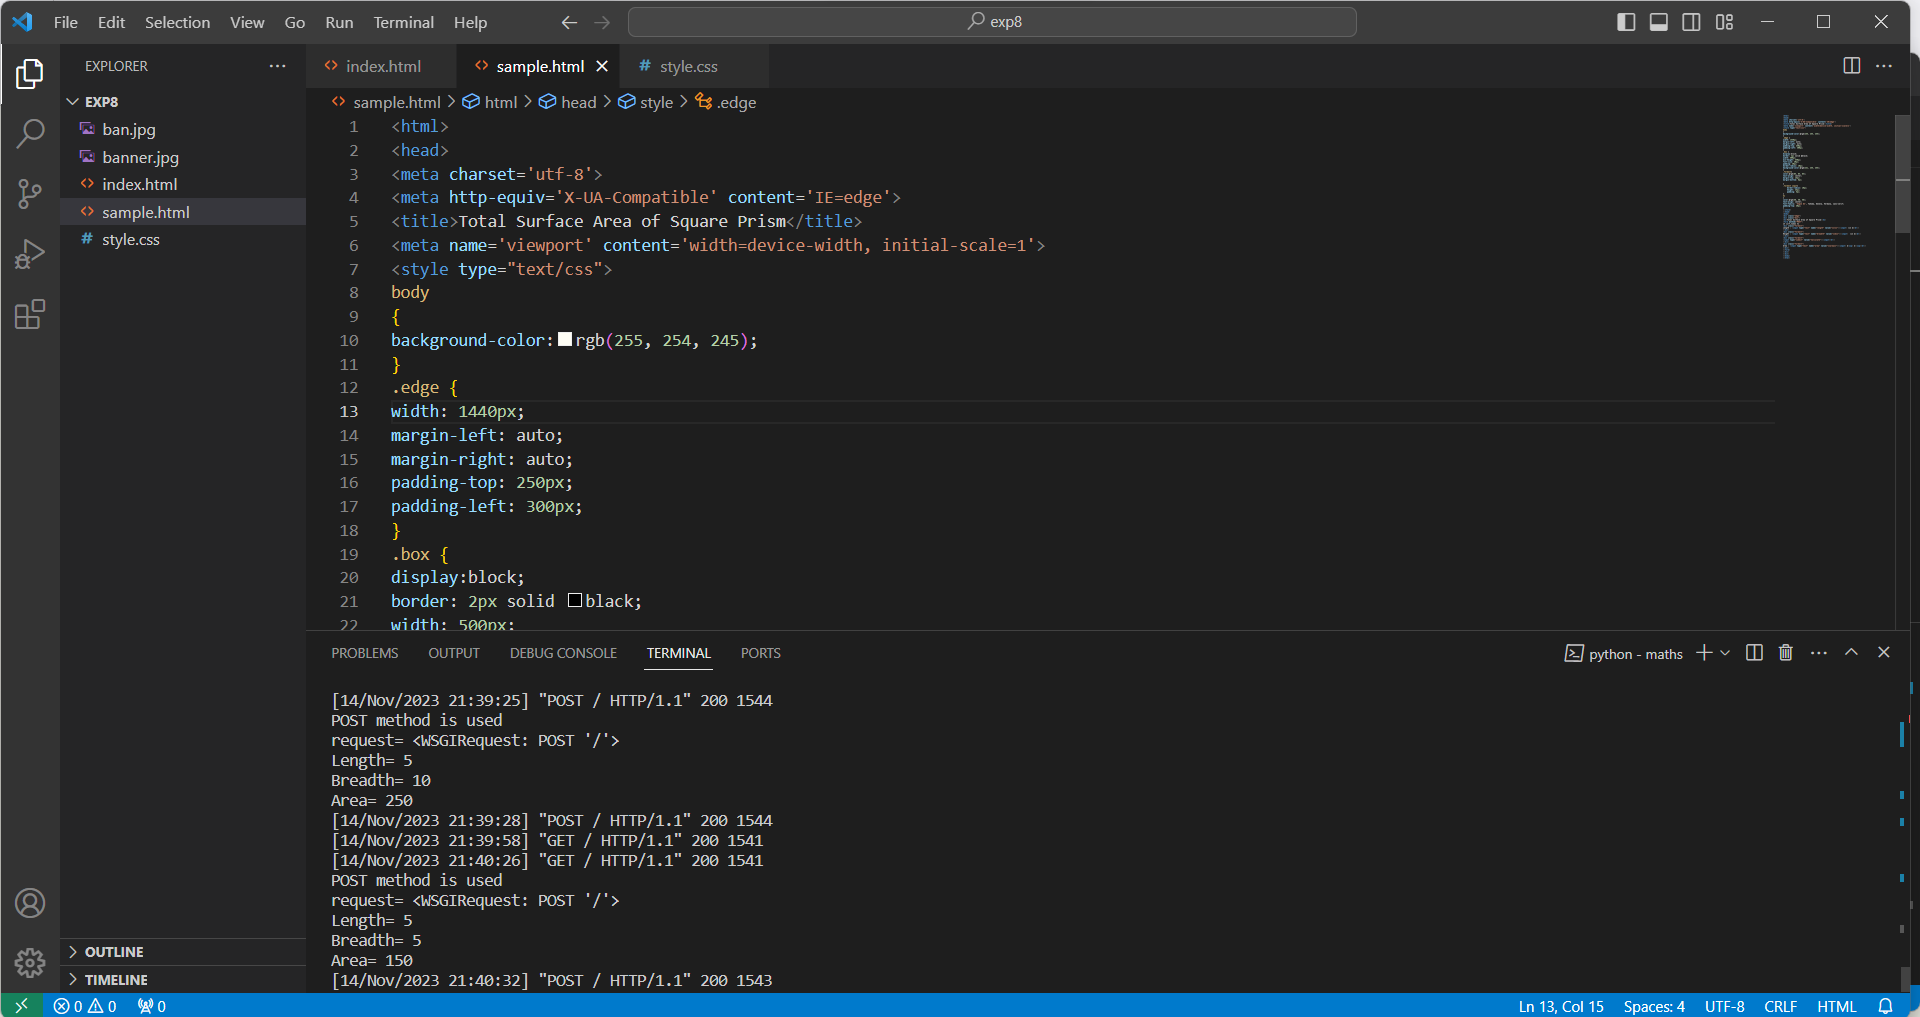 File Edit Selection View Go Run Terminal Help
exp8
EXPLORER
EXP8
ban.jpg
banner.jpg
index.html
sample.html
style.css
OUTLINE
TIMELINE
index.html sample.html style.css
sample.html > html > head > style > .edge
1 <html>
2 <head>
3 <meta charset='utf-8'>
4 <meta http-equiv='X-UA-Compatible' content='IE=edge'>
5 <title>Total Surface Area of Square Prism</title>
6 <meta name='viewport' content='width=device-width, initial-scale=1'>
7 <style type="text/css">
8 body
9 {
10 background-color: rgb(255, 254, 245);
11 }
12 .edge {
13 width: 1440px;
14 margin-left: auto;
15 margin-right: auto;
16 padding-top: 250px;
17 padding-left: 300px;
18 }
19 .box {
20 display:block;
21 border: 2px solid black;
22 width: 500px;
PROBLEMS OUTPUT DEBUG CONSOLE TERMINAL PORTS
python - maths
[14/Nov/2023 21:39:25] "POST / HTTP/1.1" 200 1544
POST method is used
request= <WSGIRequest: POST '/'>
Length= 5
Breadth= 10
Area= 250
[14/Nov/2023 21:39:28] "POST / HTTP/1.1" 200 1544
[14/Nov/2023 21:39:58] "GET / HTTP/1.1" 200 1541
[14/Nov/2023 21:40:26] "GET / HTTP/1.1" 200 1541
POST method is used
request= <WSGIRequest: POST '/'>
Length= 5
Breadth= 5
Area= 150
[14/Nov/2023 21:40:32] "POST / HTTP/1.1" 200 1543
0 0 0
Ln 13, Col 15 Spaces: 4 UTF-8 CRLF HTML